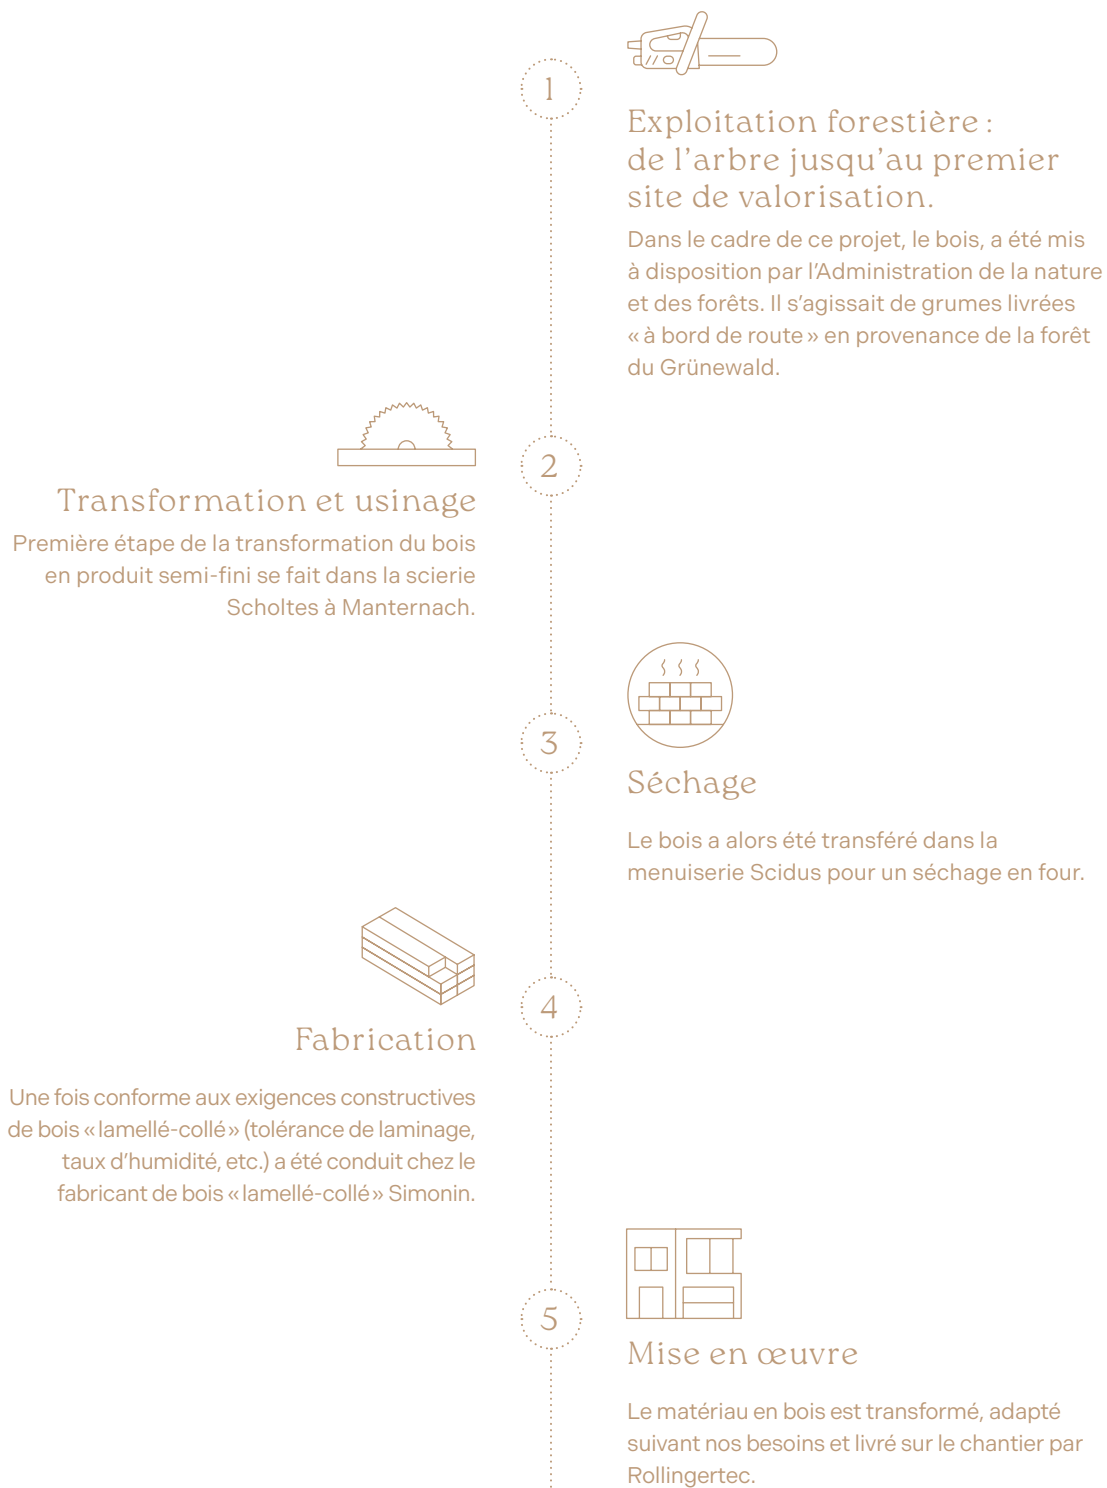 1
Exploitation forestière :
de l’arbre jusqu’au premier
site de valorisation.
Dans le cadre de ce projet, le bois, a été mis
à disposition par l’Administration de la nature
et des forêts. Il s’agissait de grumes livrées
« à bord de route » en provenance de la forêt
du Grünewald.
2
Transformation et usinage
Première étape de la transformation du bois
en produit semi-fini se fait dans la scierie
Scholtes à Manternach.
3
Séchage
Le bois a alors été transféré dans la
menuiserie Scidus pour un séchage en four.
4
Fabrication
Une fois conforme aux exigences constructives
de bois « lamellé-collé » (tolérance de laminage,
taux d’humidité, etc.) a été conduit chez le
fabricant de bois « lamellé-collé » Simonin.
5
Mise en œuvre
Le matériau en bois est transformé, adapté
suivant nos besoins et livré sur le chantier par
Rollingertec.